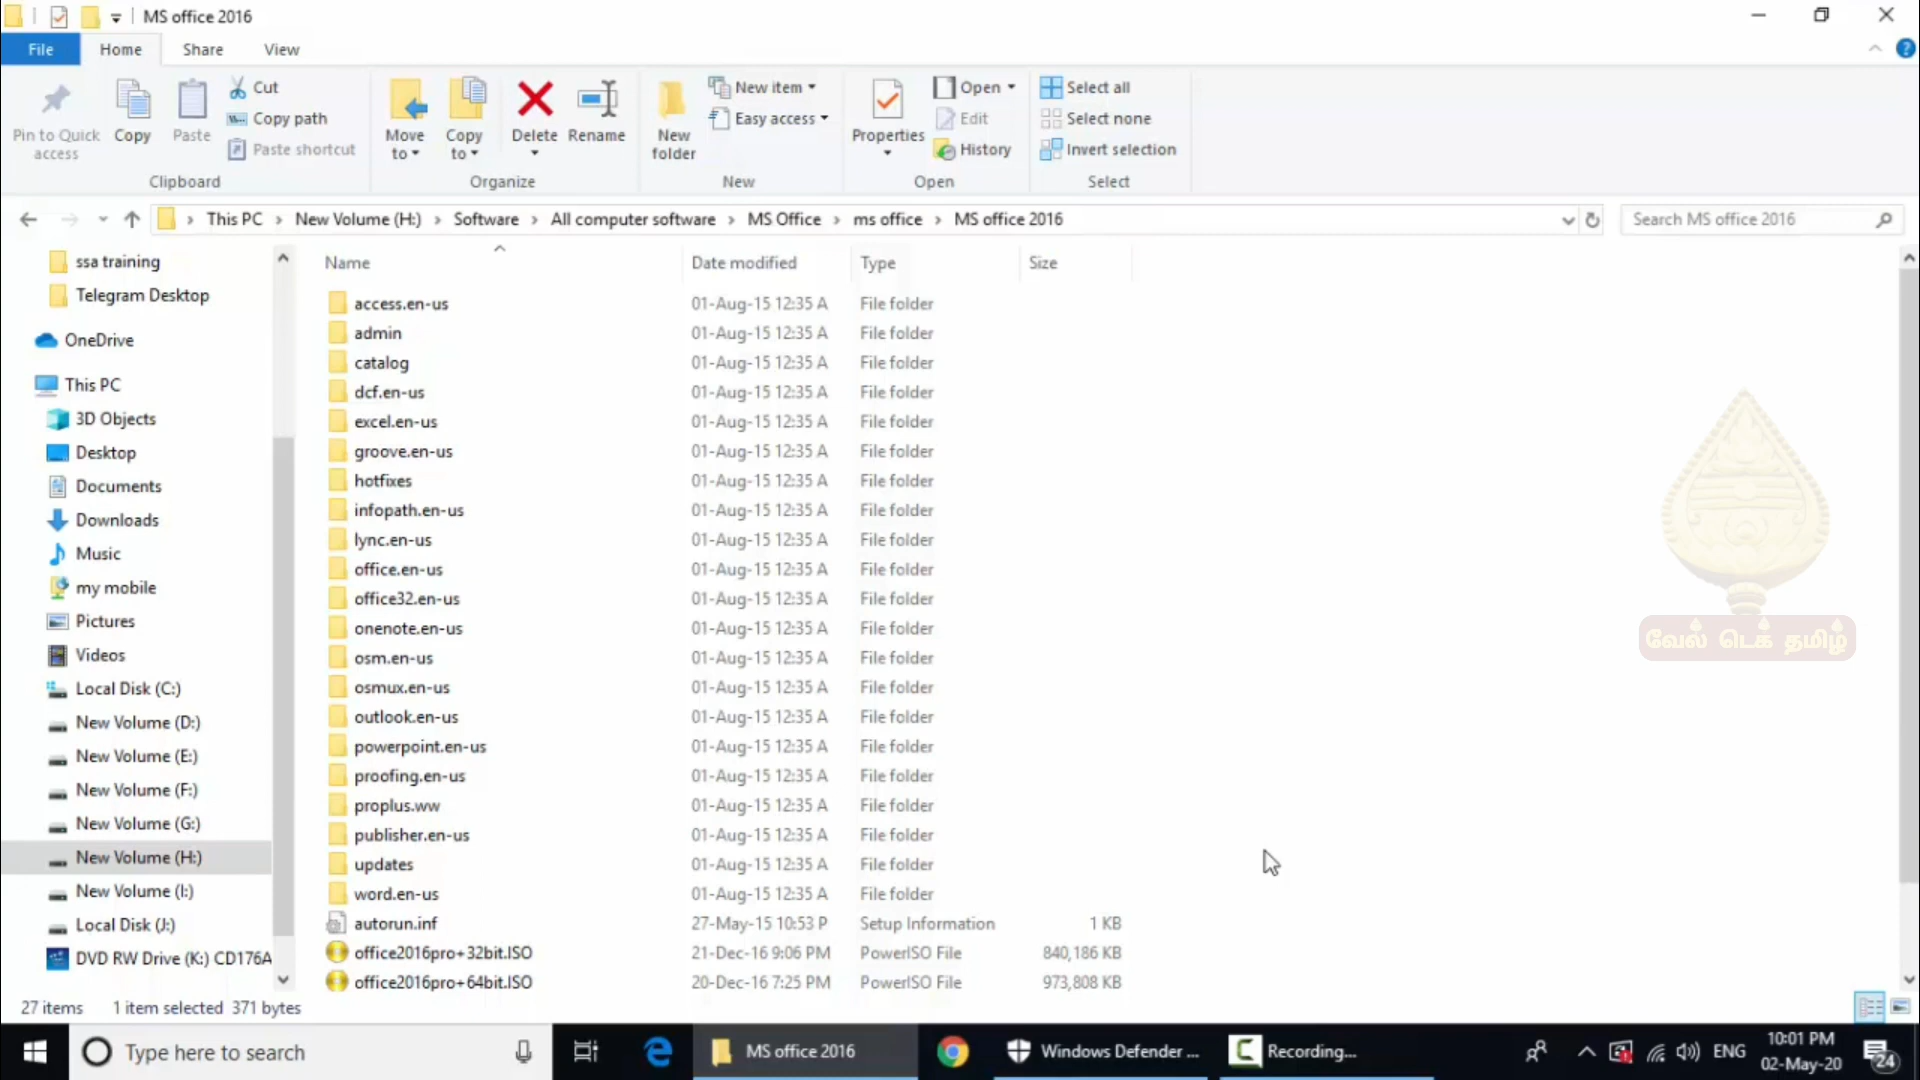 MS office 2016
File Home Share View
Pin to Quick access
Copy
Paste
Cut
Copy path
Paste shortcut
Clipboard
Move to
Copy to
Delete
Rename
Organize
New folder
New item
Easy access
New
Properties
Open
Edit
History
Open
Select all
Select none
Invert selection
Select
This PC > New Volume (H:) > Software > All computer software > MS Office > ms office > MS office 2016
Search MS office 2016
ssa training
Telegram Desktop
OneDrive
This PC
3D Objects
Desktop
Documents
Downloads
Music
my mobile
Pictures
Videos
Local Disk (C:)
New Volume (D:)
New Volume (E:)
New Volume (F:)
New Volume (G:)
New Volume (H:)
New Volume (I:)
Local Disk (J:)
DVD RW Drive (K:) CD176A
Name Date modified Type Size
access.en-us 01-Aug-15 12:35 A File folder
admin 01-Aug-15 12:35 A File folder
catalog 01-Aug-15 12:35 A File folder
dcf.en-us 01-Aug-15 12:35 A File folder
excel.en-us 01-Aug-15 12:35 A File folder
groove.en-us 01-Aug-15 12:35 A File folder
hotfixes 01-Aug-15 12:35 A File folder
infopath.en-us 01-Aug-15 12:35 A File folder
lync.en-us 01-Aug-15 12:35 A File folder
office.en-us 01-Aug-15 12:35 A File folder
office32.en-us 01-Aug-15 12:35 A File folder
onenote.en-us 01-Aug-15 12:35 A File folder
osm.en-us 01-Aug-15 12:35 A File folder
osmux.en-us 01-Aug-15 12:35 A File folder
outlook.en-us 01-Aug-15 12:35 A File folder
powerpoint.en-us 01-Aug-15 12:35 A File folder
proofing.en-us 01-Aug-15 12:35 A File folder
proplus.ww 01-Aug-15 12:35 A File folder
publisher.en-us 01-Aug-15 12:35 A File folder
updates 01-Aug-15 12:35 A File folder
word.en-us 01-Aug-15 12:35 A File folder
autorun.inf 27-May-15 10:53 P Setup Information 1 KB
office2016pro+32bit.ISO 21-Dec-16 9:06 PM PowerISO File 840,186 KB
office2016pro+64bit.ISO 20-Dec-16 7:25 PM PowerISO File 973,808 KB
வேல் டெக் தமிழ்
27 items 1 item selected 371 bytes
Type here to search
MS office 2016
Windows Defender ...
Recording...
ENG
10:01 PM
02-May-20
24